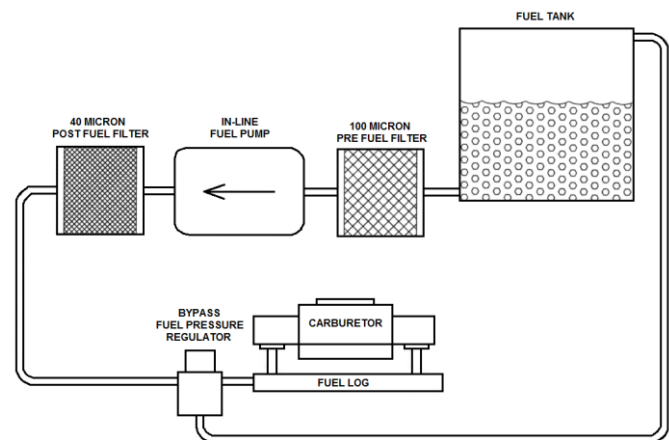 FUEL TANK
40 MICRON
POST FUEL FILTER
IN-LINE
FUEL PUMP
100 MICRON
PRE FUEL FILTER
BYPASS
FUEL PRESSURE
REGULATOR
CARBURETOR
FUEL LOG